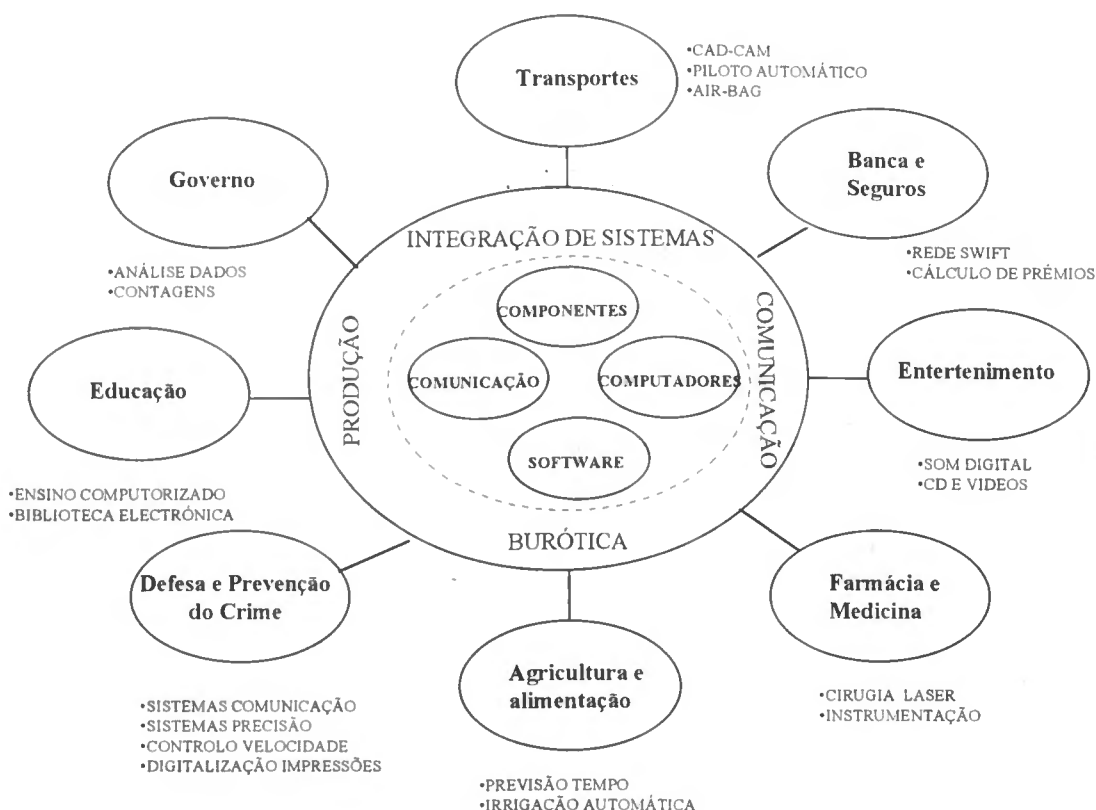 Transportes
•CAD-CAM
•PILOTO AUTOMÁTICO
•AIR-BAG
Banca e
Seguros
•REDE SWIFT
•CÁLCULO DE PRÉMIOS
Governo
•ANÁLISE DADOS
•CONTAGENS
INTEGRAÇÃO DE SISTEMAS
PRODUÇÃO
COMUNICAÇÃO
BURÓTICA
COMPONENTES
COMUNICAÇÃO
COMPUTADORES
SOFTWARE
Educação
•ENSINO COMPUTORIZADO
•BIBLIOTECA ELECTRÓNICA
Entertenimento
•SOM DIGITAL
•CD E VIDEOS
Defesa e Prevenção
do Crime
•SISTEMAS COMUNICAÇÃO
•SISTEMAS PRECISÃO
•CONTROLO VELOCIDADE
•DIGITALIZAÇÃO IMPRESSÕES
Agricultura e
alimentação
•PREVISÃO TEMPO
•IRRIGAÇÃO AUTOMÁTICA
Farmácia e
Medicina
•CIRUGIA LASER
•INSTRUMENTAÇÃO